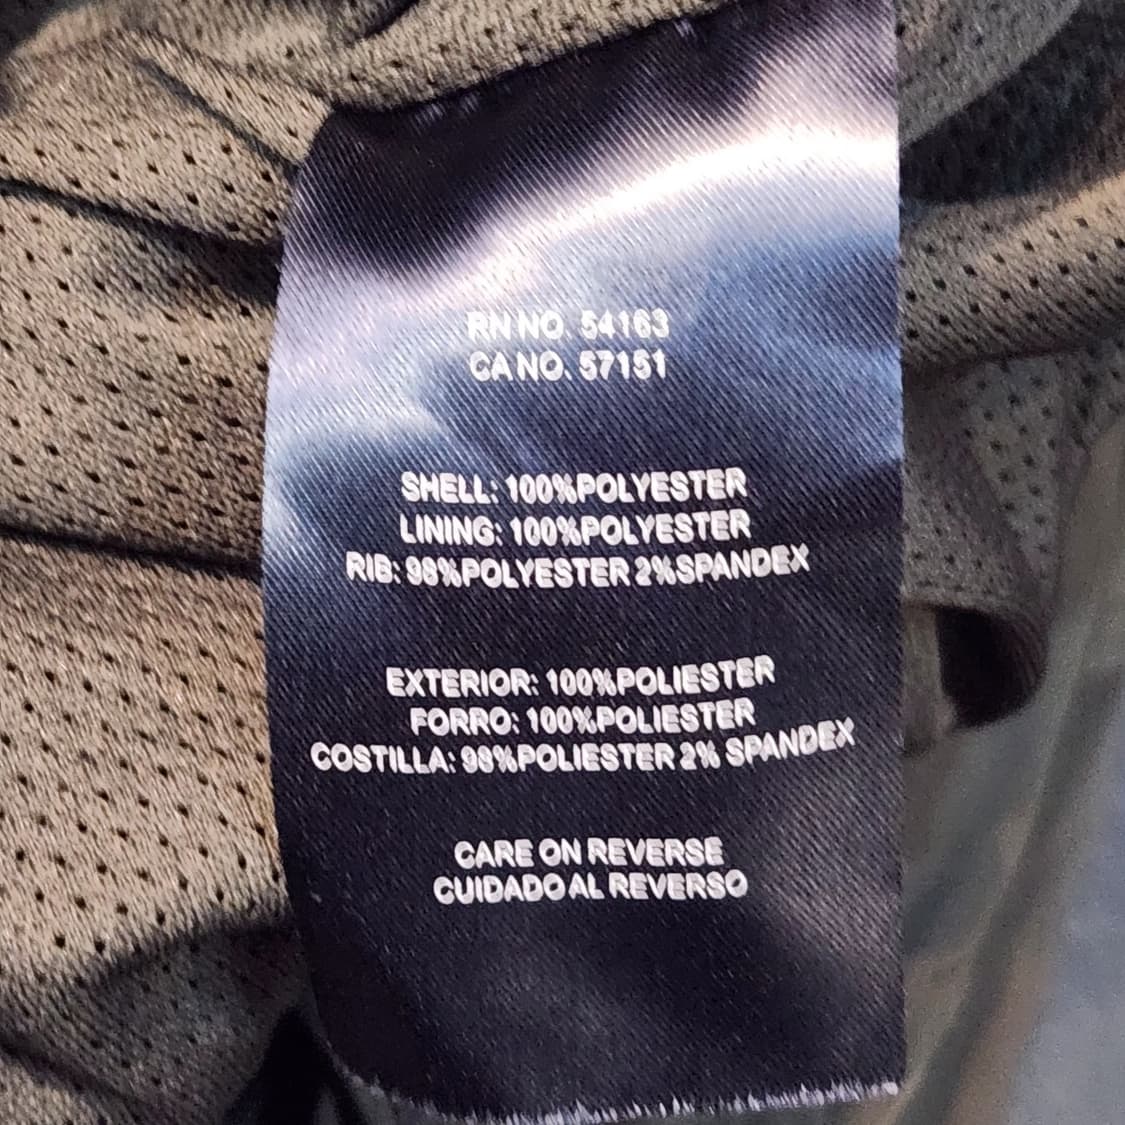 RN NO. 54163
CA NO. 57151
SHELL: 100%POLYESTER
LINING: 100%POLYESTER
RIB: 98%POLYESTER 2%SPANDEX
EXTERIOR: 100%POLIESTER
FORRO: 100%POLIESTER
COSTILLA: 98%POLIESTER 2% SPANDEX
CARE ON REVERSE
CUIDADO AL REVERSO